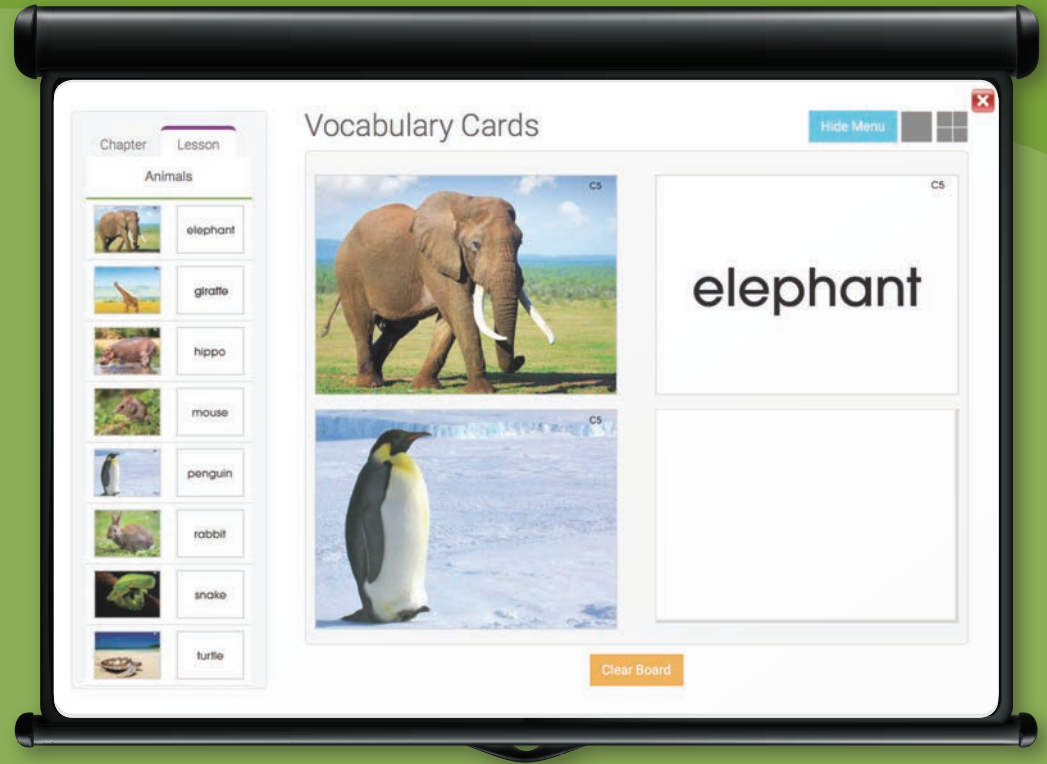 Vocabulary Cards
Hide Menu
Chapter
Lesson
Animals
elephant
giraffe
hippo
mouse
penguin
rabbit
snake
turtle
C5
C5
elephant
C5
Clear Board